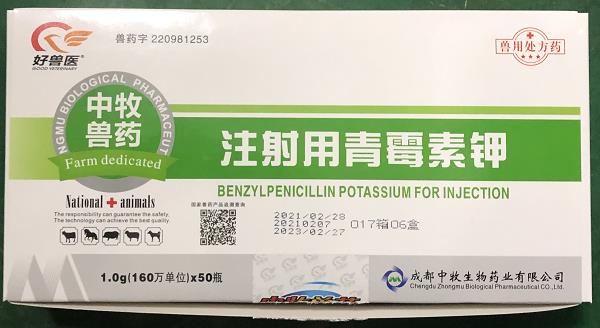 好兽医®
GOOD VETERINARY
兽药字 220981253
兽用处方药
NGMU BIOLOGICAL PHARMACEUT
中牧
兽药
Farm dedicated
National animals
The responsibility can guarantee the safety,
The technology can achieve the best quality.
注射用青霉素钾
BENZYLPENICILLIN POTASSIUM FOR INJECTION
国家兽药产品追溯查询
2021/02/28
20210207
2023/02/27
017箱06盒
1.0g(160万单位)x50瓶
成都中牧生物药业有限公司
Chengdu Zhongmu Biological Pharmaceutical CO.,Ltd.